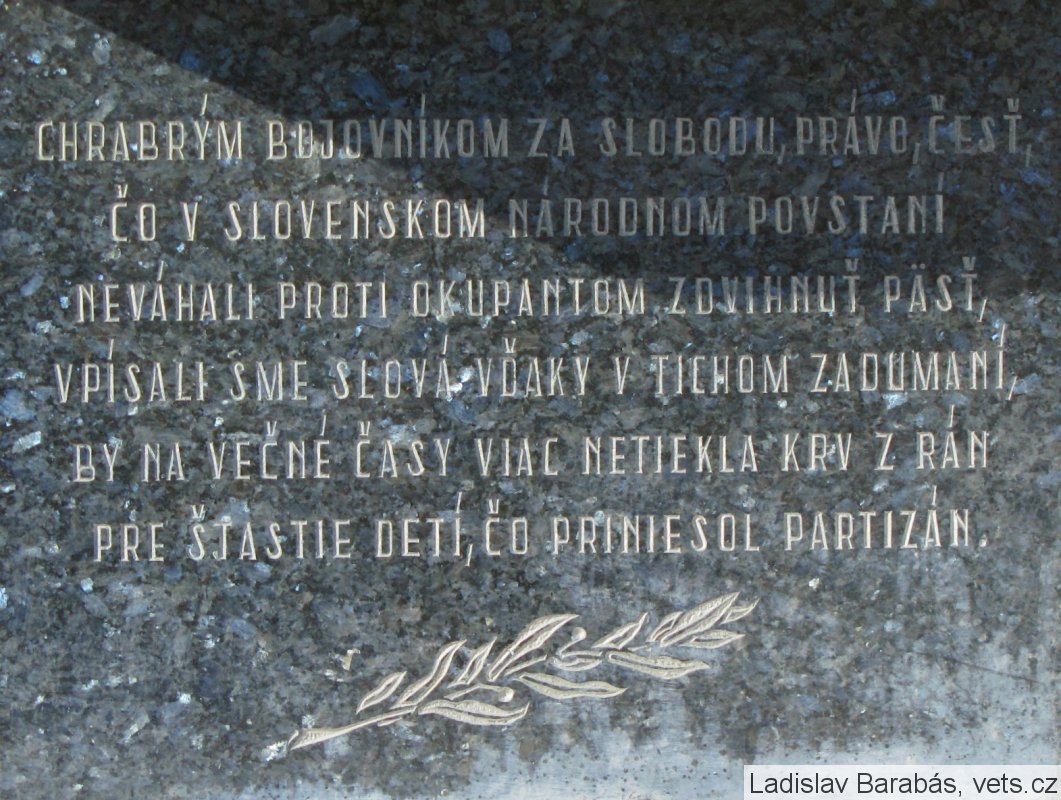 CHRABRÝM BOJOVNÍKOM ZA SLOBODU, PRÁVO, ČESŤ,
ČO V SLOVENSKOM NÁRODNOM POVSTANÍ
NEVÁHALI PROTI OKUPANTOM ZDVIHNUŤ PÄSŤ,
VPÍSALI SME SLOVÁ VĎAKY V TICHOM ZADUMANÍ,
BY NA VEČNÉ ČASY VIAC NETIEKLA KRV Z RÁN
PRE ŠŤASTIE DETÍ, ČO PRINIESOL PARTIZÁN.
Ladislav Barabás, vets.cz